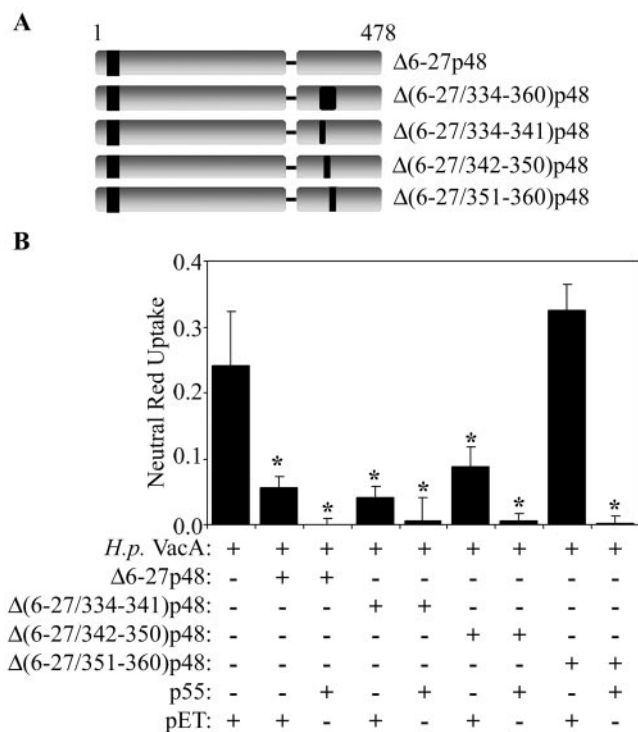 A
1 478
Δ6-27p48
Δ(6-27/334-360)p48
Δ(6-27/334-341)p48
Δ(6-27/342-350)p48
Δ(6-27/351-360)p48
B
Neutral Red Uptake
0.4
0.3
0.2
0.1
0.0
* * * * * * *
H.p. VacA: + + + + + + + + +
Δ6-27p48: - + + - - - - - -
Δ(6-27/334-341)p48: - - - + + - - - -
Δ(6-27/342-350)p48: - - - - - + + - -
Δ(6-27/351-360)p48: - - - - - - - + +
p55: - - + - + - + - +
pET: + + - + - + - + -